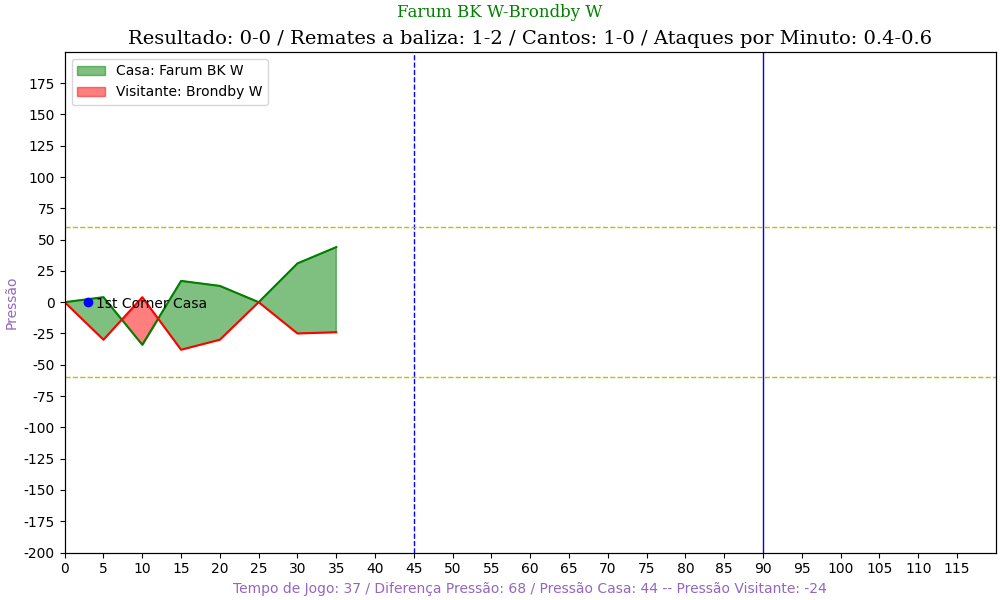 Farum BK W-Brondby W
Resultado: 0-0 / Remates a baliza: 1-2 / Cantos: 1-0 / Ataques por Minuto: 0.4-0.6
Casa: Farum BK W
Visitante: Brondby W
175
150
125
100
75
50
25
0
-25
-50
-75
-100
-125
-150
-175
-200
Pressão
1st Corner Casa
0 5 10 15 20 25 30 35 40 45 50 55 60 65 70 75 80 85 90 95 100 105 110 115
Tempo de Jogo: 37 / Diferença Pressão: 68 / Pressão Casa: 44 -- Pressão Visitante: -24